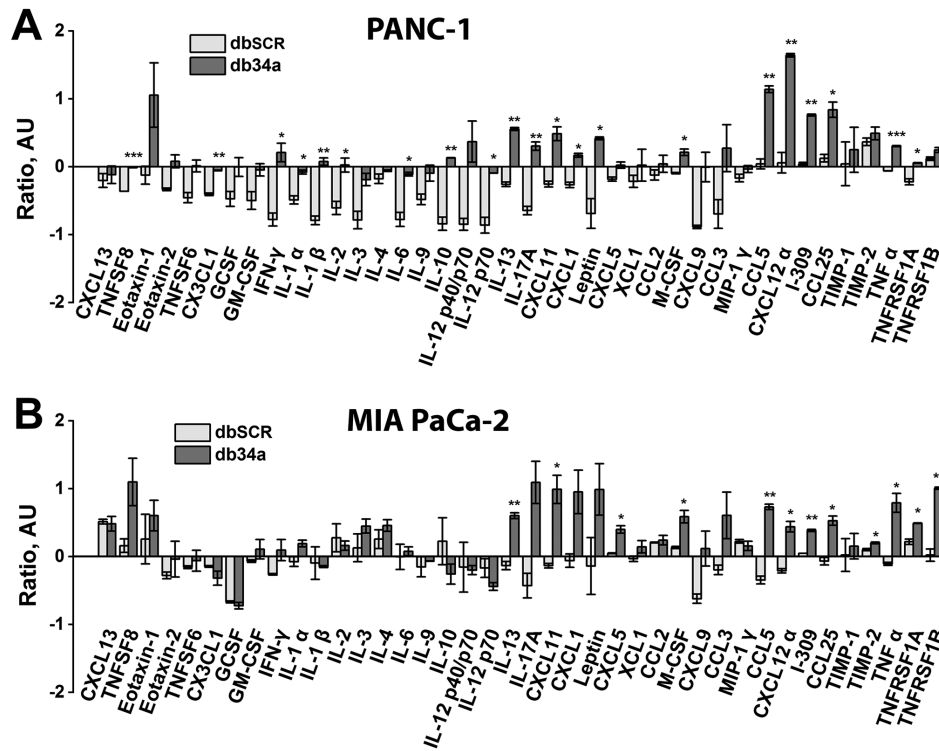 A
PANC-1
dbSCR
db34a
Ratio, AU
2
1
0
-1
-2
*** ** * * ** * * ** * ** ** * * * * ** ** ** * *** *
CXCL13
TNFSF8
Eotaxin-1
Eotaxin-2
TNFSF6
CX3CL1
GCSF
GM-CSF
IFN-γ
IL-1 α
IL-1 β
IL-2
IL-3
IL-4
IL-6
IL-9
IL-10
IL-12 p40/p70
IL-12 p70
IL-13
IL-17A
CXCL11
CXCL1
Leptin
CXCL5
XCL1
CCL2
M-CSF
CXCL9
CCL3
MIP-1 γ
CCL5
CXCL12 α
I-309
CCL25
TIMP-1
TIMP-2
TNF α
TNFRSF1A
TNFRSF1B
B
MIA PaCa-2
dbSCR
db34a
Ratio, AU
2
1
0
-1
-2
** * * * ** * ** * * * * *
CXCL13
TNFSF8
Eotaxin-1
Eotaxin-2
TNFSF6
CX3CL1
GCSF
GM-CSF
IFN-γ
IL-1 α
IL-1 β
IL-2
IL-3
IL-4
IL-6
IL-9
IL-10
IL-12 p40/p70
IL-12 p70
IL-13
IL-17A
CXCL11
CXCL1
Leptin
CXCL5
XCL1
CCL2
M-CSF
CXCL9
CCL3
MIP-1 γ
CCL5
CXCL12 α
I-309
CCL25
TIMP-1
TIMP-2
TNF α
TNFRSF1A
TNFRSF1B